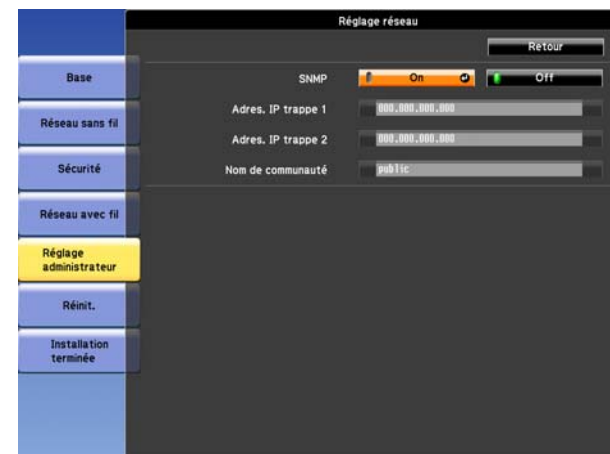 Réglage réseau
Retour
Base
SNMP On Off
Adres. IP trappe 1 000.000.000.000
Réseau sans fil
Adres. IP trappe 2 000.000.000.000
Sécurité
Nom de communauté public
Réseau avec fil
Réglage
administrateur
Réinit.
Installation
terminée